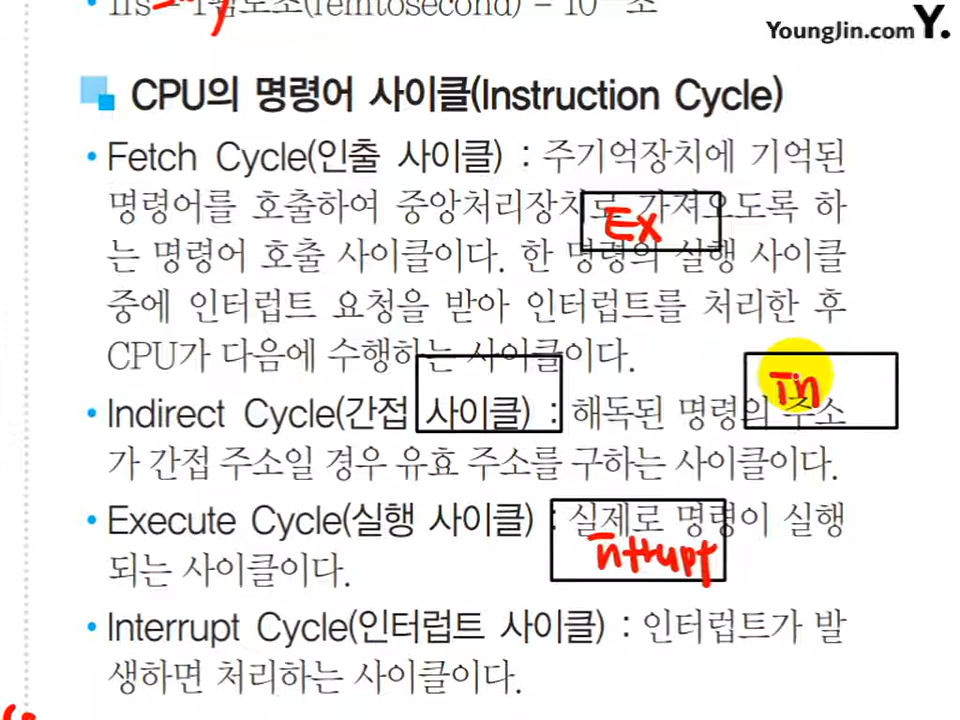 • 1fs = 1펨토초(femtosecond) = 10 초
YoungJin.com Y.
CPU의 명령어 사이클(Instruction Cycle)
• Fetch Cycle(인출 사이클) : 주기억장치에 기억된
명령어를 호출하여 중앙처리장치로 가져오도록 하
Ex
는 명령어 호출 사이클이다. 한 명령의 실행 사이클
중에 인터럽트 요청을 받아 인터럽트를 처리한 후
CPU가 다음에 수행하는 사이클이다.
In
• Indirect Cycle(간접 사이클) : 해독된 명령의 주소
가 간접 주소일 경우 유효 주소를 구하는 사이클이다.
• Execute Cycle(실행 사이클) : 실제로 명령이 실행
되는 사이클이다.
• Interrupt Cycle(인터럽트 사이클) : 인터럽트가 발
생하면 처리하는 사이클이다.